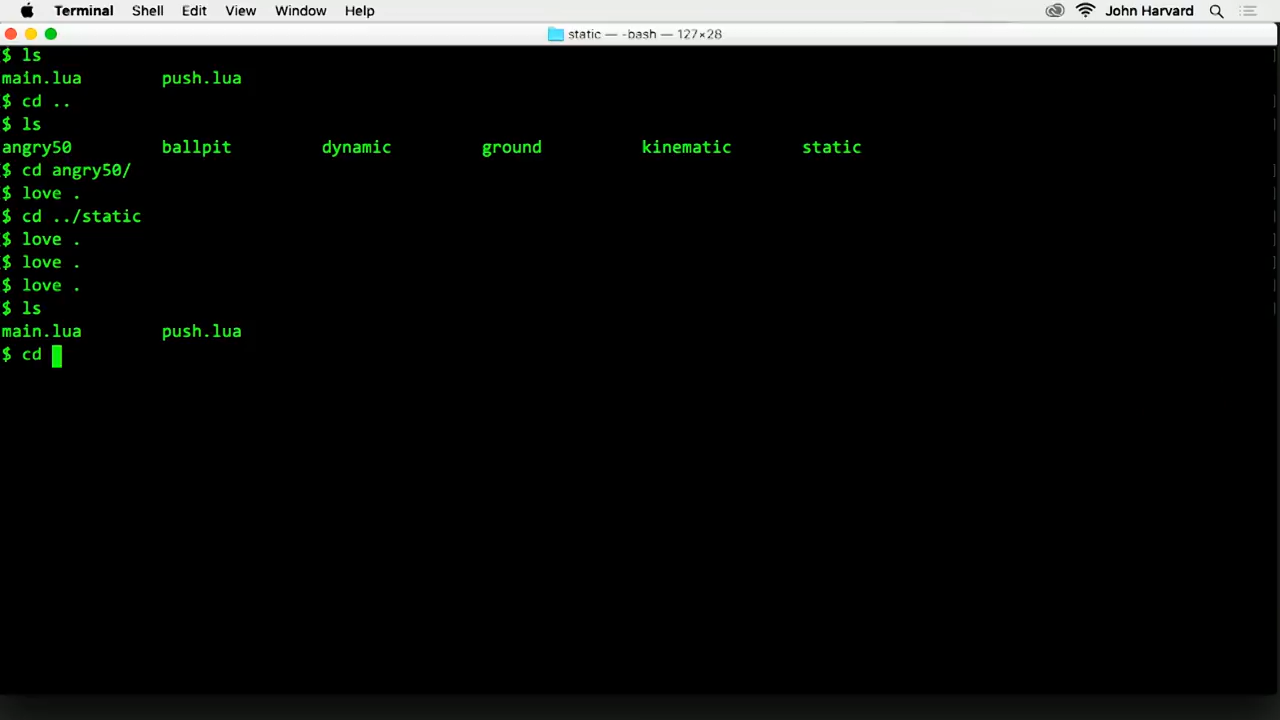 Terminal Shell Edit View Window Help John Harvard
static — -bash — 127×28
$ ls
main.lua push.lua
$ cd ..
$ ls
angry50 ballpit dynamic ground kinematic static
$ cd angry50/
$ love .
$ cd ../static
$ love .
$ love .
$ love .
$ ls
main.lua push.lua
$ cd